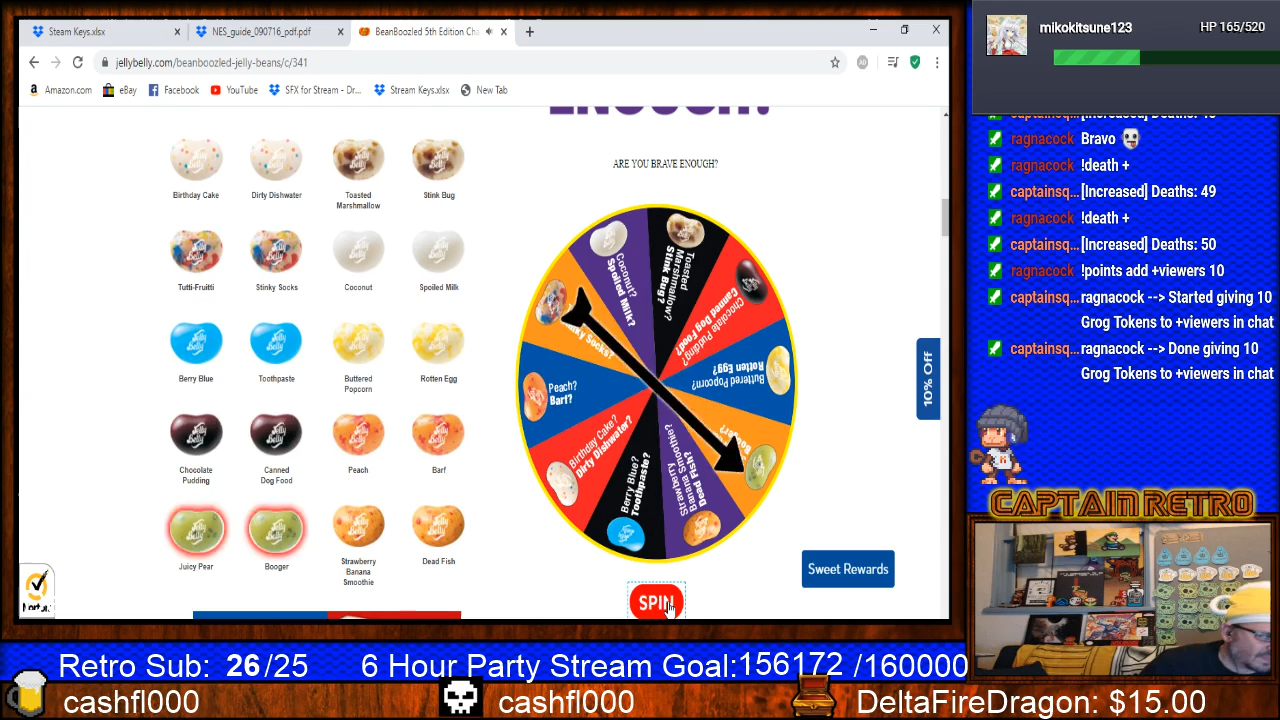 Steam Keys.xlsx
NES_guide_090716_pdf.pdf
BeanBoozled 5th Edition Cha
jellybelly.com/beanboozled-jelly-beans/c/341
Amazon.com
eBay
Facebook
YouTube
SFX for Stream - Dr...
Stream Keys.xlsx
New Tab
ENOUGH?
ARE YOU BRAVE ENOUGH?
Birthday Cake
Dirty Dishwater
Toasted
Marshmallow
Stink Bug
Tutti-Fruitti
Stinky Socks
Coconut
Spoiled Milk
Berry Blue
Toothpaste
Buttered
Popcorn
Rotten Egg
Chocolate
Pudding
Canned
Dog Food
Peach
Barf
Juicy Pear
Booger
Strawberry
Banana
Smoothie
Dead Fish
Coconut?
Spoiled Milk?
Toasted
Marshmallow?
Stink Bug?
Chocolate Pudding?
Canned Dog Food?
Buttered Popcorn?
Rotten Egg?
Strawberry
Banana Smoothie?
Dead Fish?
Berry Blue?
Toothpaste?
Birthday Cake?
Dirty Dishwater?
Peach?
Barf?
Socks?
SPIN
10% Off
Sweet Rewards
mikokitsune123
HP 165/520
ragnacock Bravo
ragnacock !death +
captainsq... [Increased] Deaths: 49
ragnacock !death +
captainsq... [Increased] Deaths: 50
ragnacock !points add +viewers 10
captainsq... ragnacock --> Started giving 10
Grog Tokens to +viewers in chat
captainsq... ragnacock --> Done giving 10
Grog Tokens to +viewers in chat
CAPTAIN RETRO
Retro Sub: 26/25
6 Hour Party Stream Goal:156172 /160000
cashfl000
cashfl000
DeltaFireDragon: $15.00